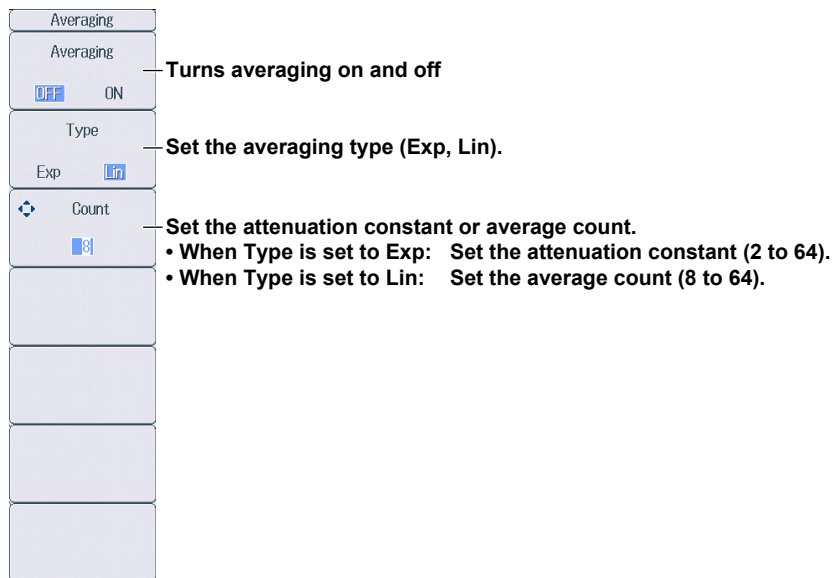 Averaging
Averaging
OFF ON
Turns averaging on and off
Type
Exp Lin
Set the averaging type (Exp, Lin).
Count
8
Set the attenuation constant or average count.
• When Type is set to Exp: Set the attenuation constant (2 to 64).
• When Type is set to Lin: Set the average count (8 to 64).